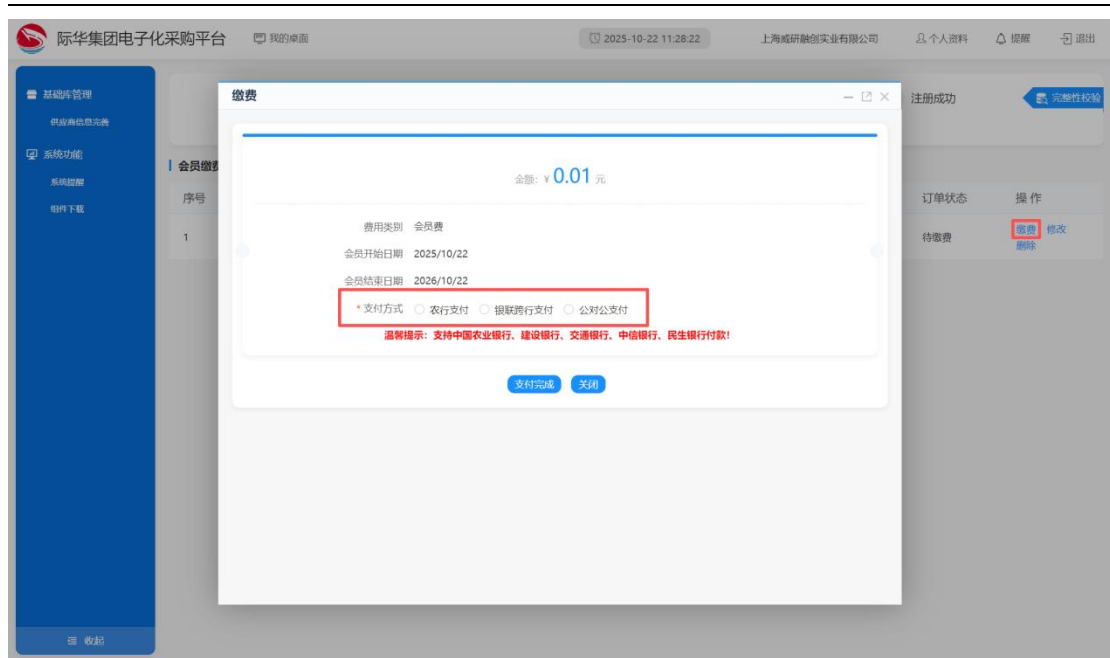 际华集团电子化采购平台 我的桌面 2025-10-22 11:28:22 上海威研融创实业有限公司 个人资料 提醒 退出
基础库管理
供应商信息完善
系统功能
系统提醒
组件下载
缴费
注册成功 完整性校验
会员缴费
序号 订单状态 操作
1 待缴费 缴费 修改
删除
金额: ¥ 0.01 元
费用类别 会员费
会员开始日期 2025/10/22
会员结束日期 2026/10/22
* 支付方式 农行支付 银联跨行支付 公对公支付
温馨提示：支持中国农业银行、建设银行、交通银行、中信银行、民生银行付款！
支付完成 关闭
收起